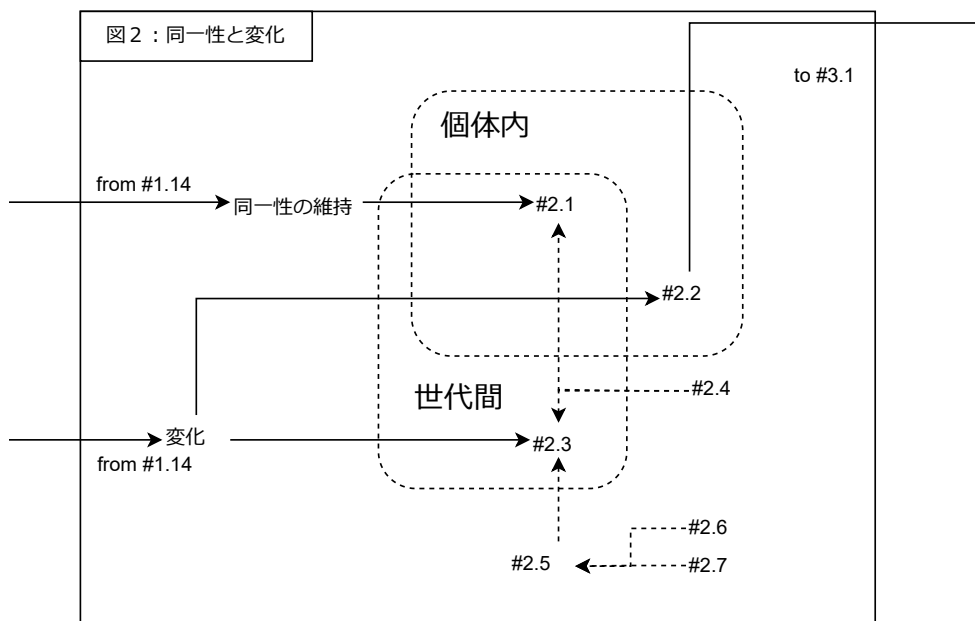 図2：同一性と変化
to #3.1
個体内
from #1.14
同一性の維持
#2.1
#2.2
世代間
#2.4
変化
#2.3
from #1.14
#2.6
#2.5
#2.7